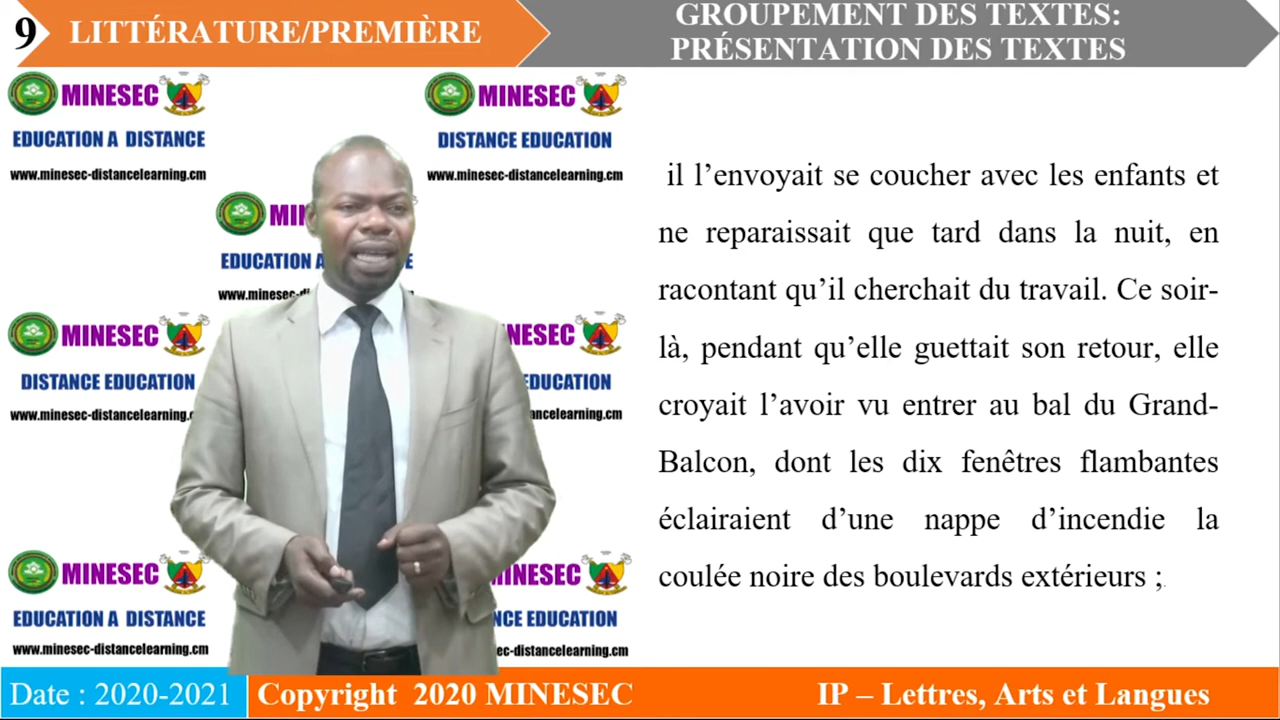 9
LITTÉRATURE/PREMIÈRE
GROUPEMENT DES TEXTES:
PRÉSENTATION DES TEXTES
MINESEC
EDUCATION A DISTANCE
www.minesec-distancelearning.cm
MINESEC
DISTANCE EDUCATION
www.minesec-distancelearning.cm
EDUCATION
MINESEC
DISTANCE EDUCATION
MINESEC
EDUCATION A DISTANCE
www.minesec-distancelearning.cm
il l’envoyait se coucher avec les enfants et
ne reparaissait que tard dans la nuit, en
racontant qu’il cherchait du travail. Ce soir-
là, pendant qu’elle guettait son retour, elle
croyait l’avoir vu entrer au bal du Grand-
Balcon, dont les dix fenêtres flambantes
éclairaient d’une nappe d’incendie la
coulée noire des boulevards extérieurs ;
Date : 2020-2021
Copyright 2020 MINESEC
IP – Lettres, Arts et Langues